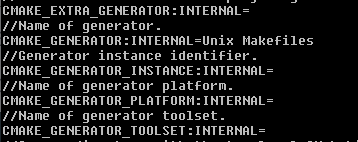 CMAKE_EXTRA_GENERATOR:INTERNAL=
//Name of generator.
CMAKE_GENERATOR:INTERNAL=Unix Makefiles
//Generator instance identifier.
CMAKE_GENERATOR_INSTANCE:INTERNAL=
//Name of generator platform.
CMAKE_GENERATOR_PLATFORM:INTERNAL=
//Name of generator toolset.
CMAKE_GENERATOR_TOOLSET:INTERNAL=